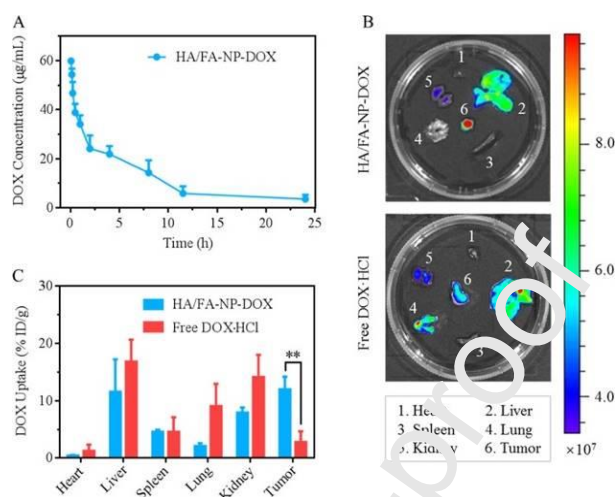 A
B
HA/FA-NP-DOX
DOX Concentration (μg/mL)
60
40
20
0
0 5 10 15 20 25
Time (h)
HA/FA-NP-DOX
1
5
2
6
4
3
8.0
6.0
4.0
×10⁷
Free DOX·HCl
1
5
2
6
4
3
2. Liver
4. Lung
Kidney 6. Tumor
C
HA/FA-NP-DOX
Free DOX·HCl
DOX Uptake (% ID/g)
30
20
10
0
**
Heart Liver Spleen Lung Kidney Tumor
proof